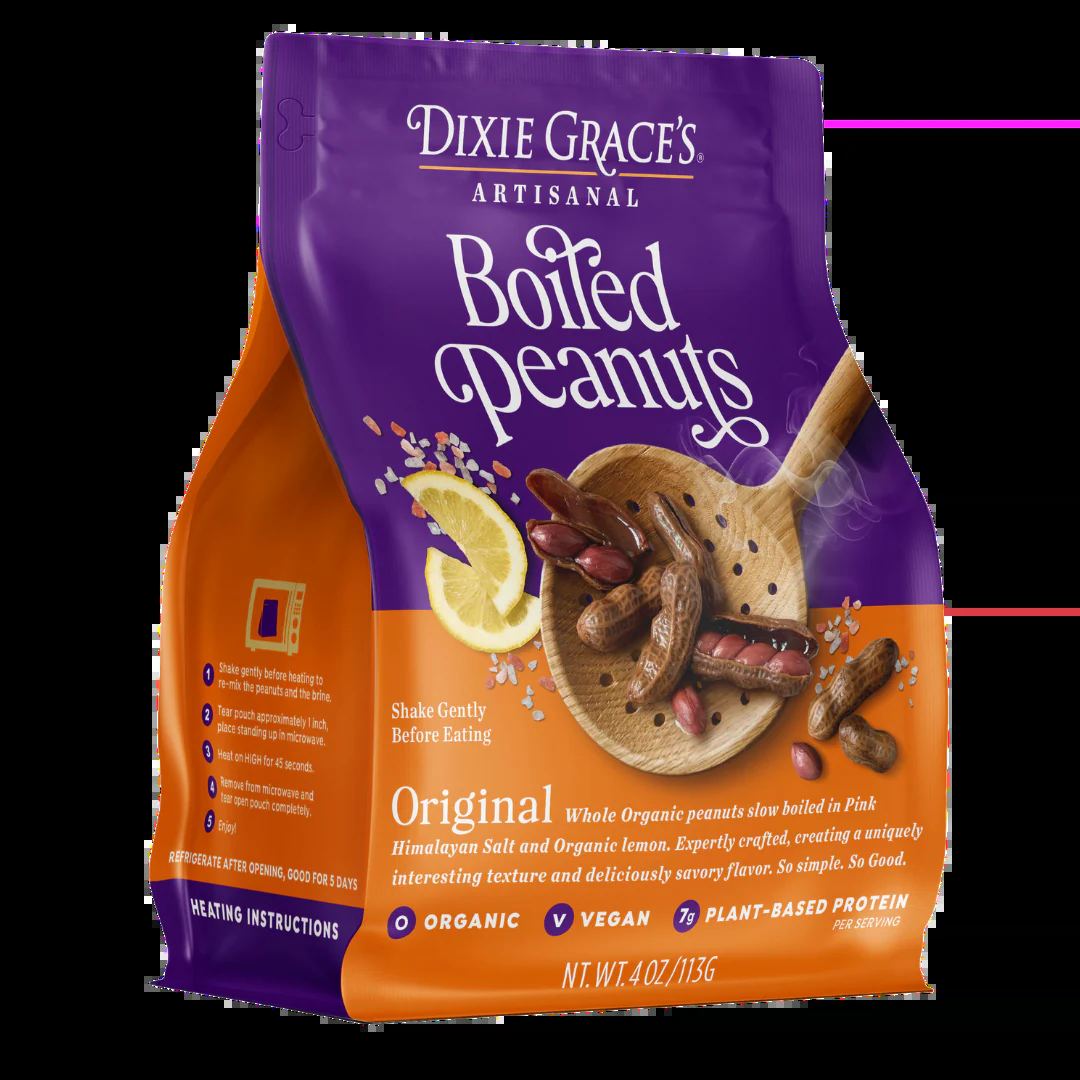 DIXIE GRACE'S®
ARTISANAL
Boiled
Peanuts
Shake Gently
Before Eating
Original Whole Organic peanuts slow boiled in Pink
Himalayan Salt and Organic lemon. Expertly crafted, creating a uniquely
interesting texture and deliciously savory flavor. So simple. So Good.
O ORGANIC V VEGAN 7g PLANT-BASED PROTEIN
PER SERVING
NT. WT. 4 OZ/113G
1 Shake gently before heating to
re-mix the peanuts and the brine.
2 Tear pouch approximately 1 inch,
place standing up in microwave.
3 Heat on HIGH for 45 seconds.
4 Remove from microwave and
tear open pouch completely.
5 Enjoy!
REFRIGERATE AFTER OPENING, GOOD FOR 5 DAYS
HEATING INSTRUCTIONS